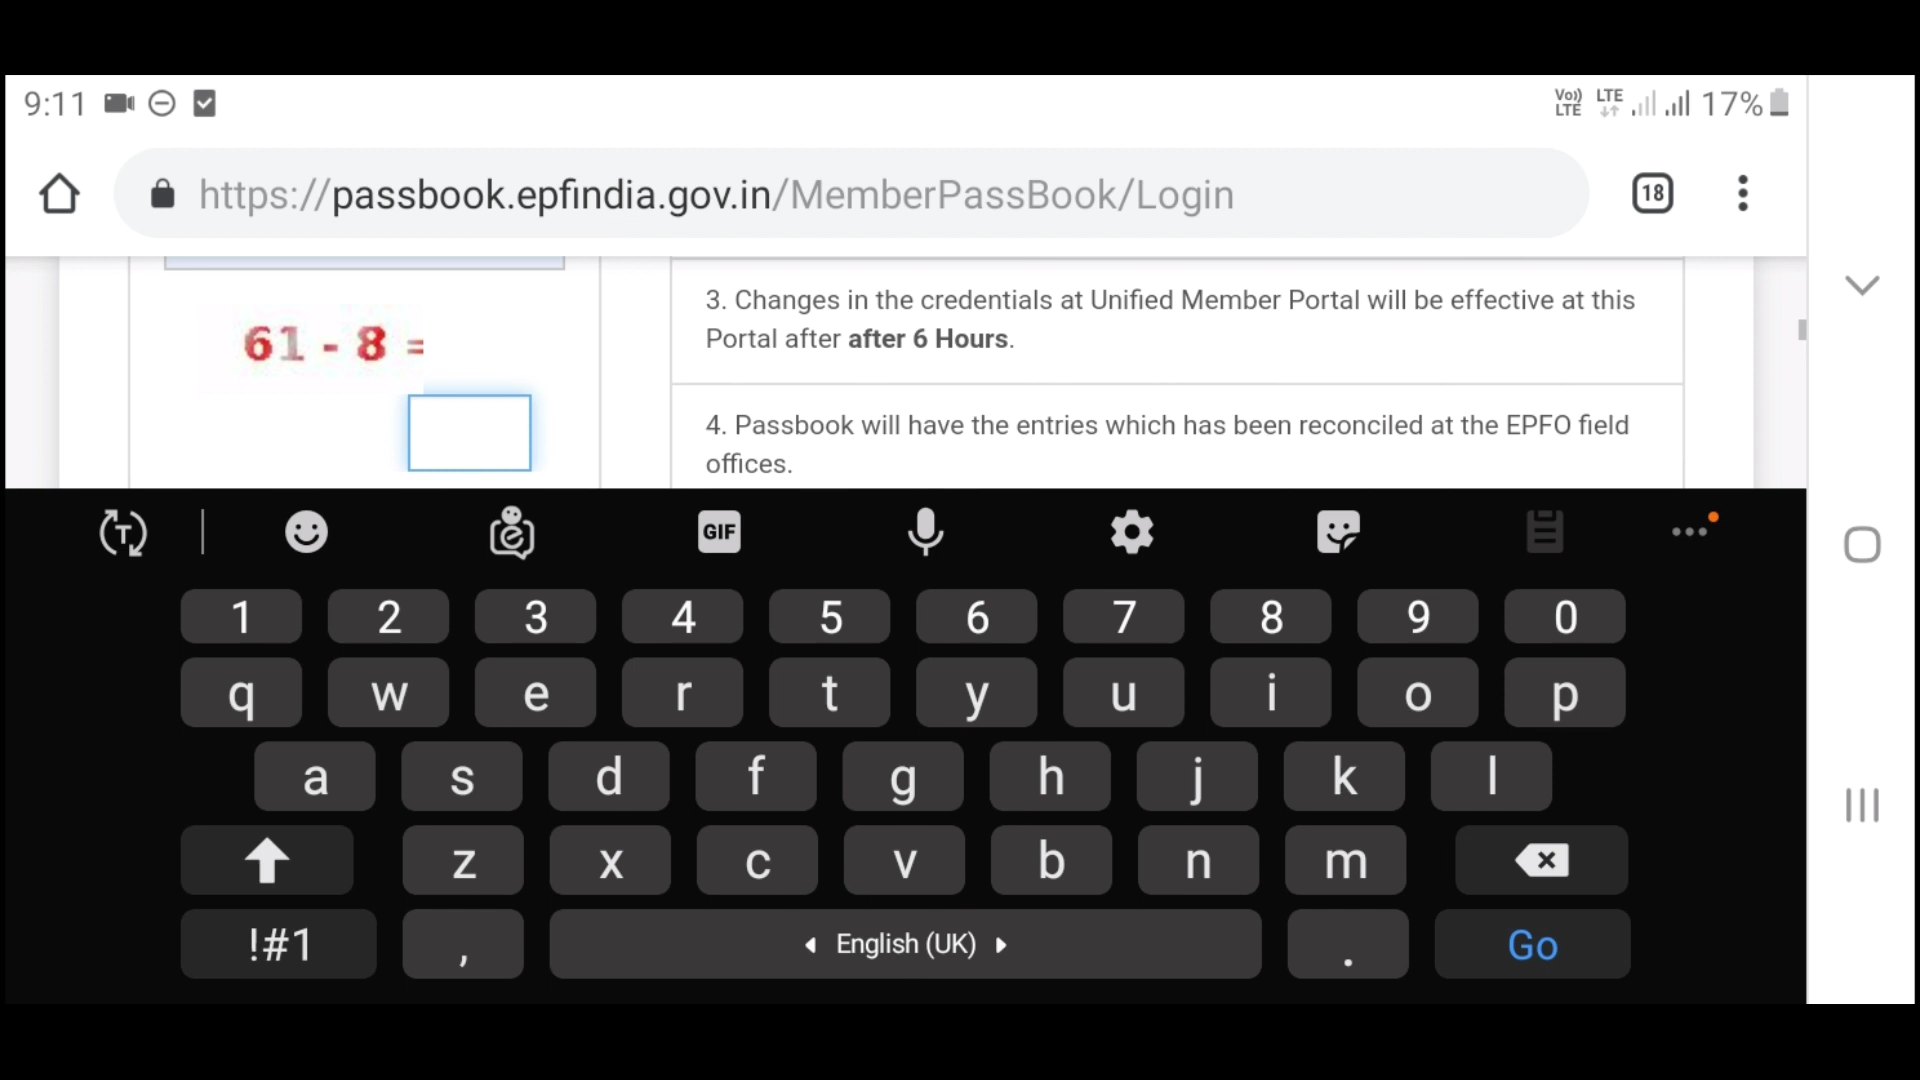 9:11
Vo)) LTE LTE 17%
https://passbook.epfindia.gov.in/MemberPassBook/Login
18
61 - 8 =
3. Changes in the credentials at Unified Member Portal will be effective at this
Portal after after 6 Hours.
4. Passbook will have the entries which has been reconciled at the EPFO field
offices.
T
GIF
1 2 3 4 5 6 7 8 9 0
q w e r t y u i o p
a s d f g h j k l
z x c v b n m
!#1 , English (UK) . Go